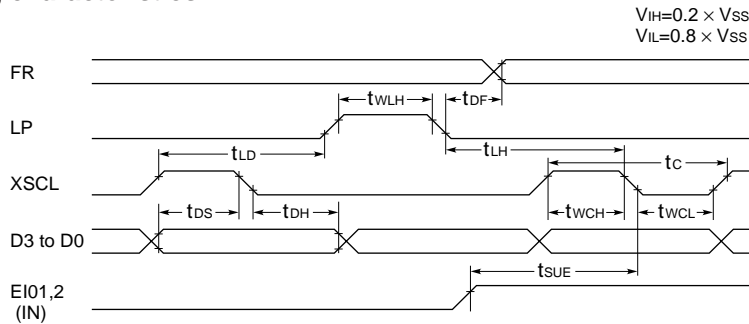 VIH=0.2 × VSS
VIL=0.8 × VSS
FR
tWLH
tDF
LP
tLD
tLH
tC
XSCL
tDS
tDH
tWCH
tWCL
D3 to D0
tSUE
EI01,2
(IN)